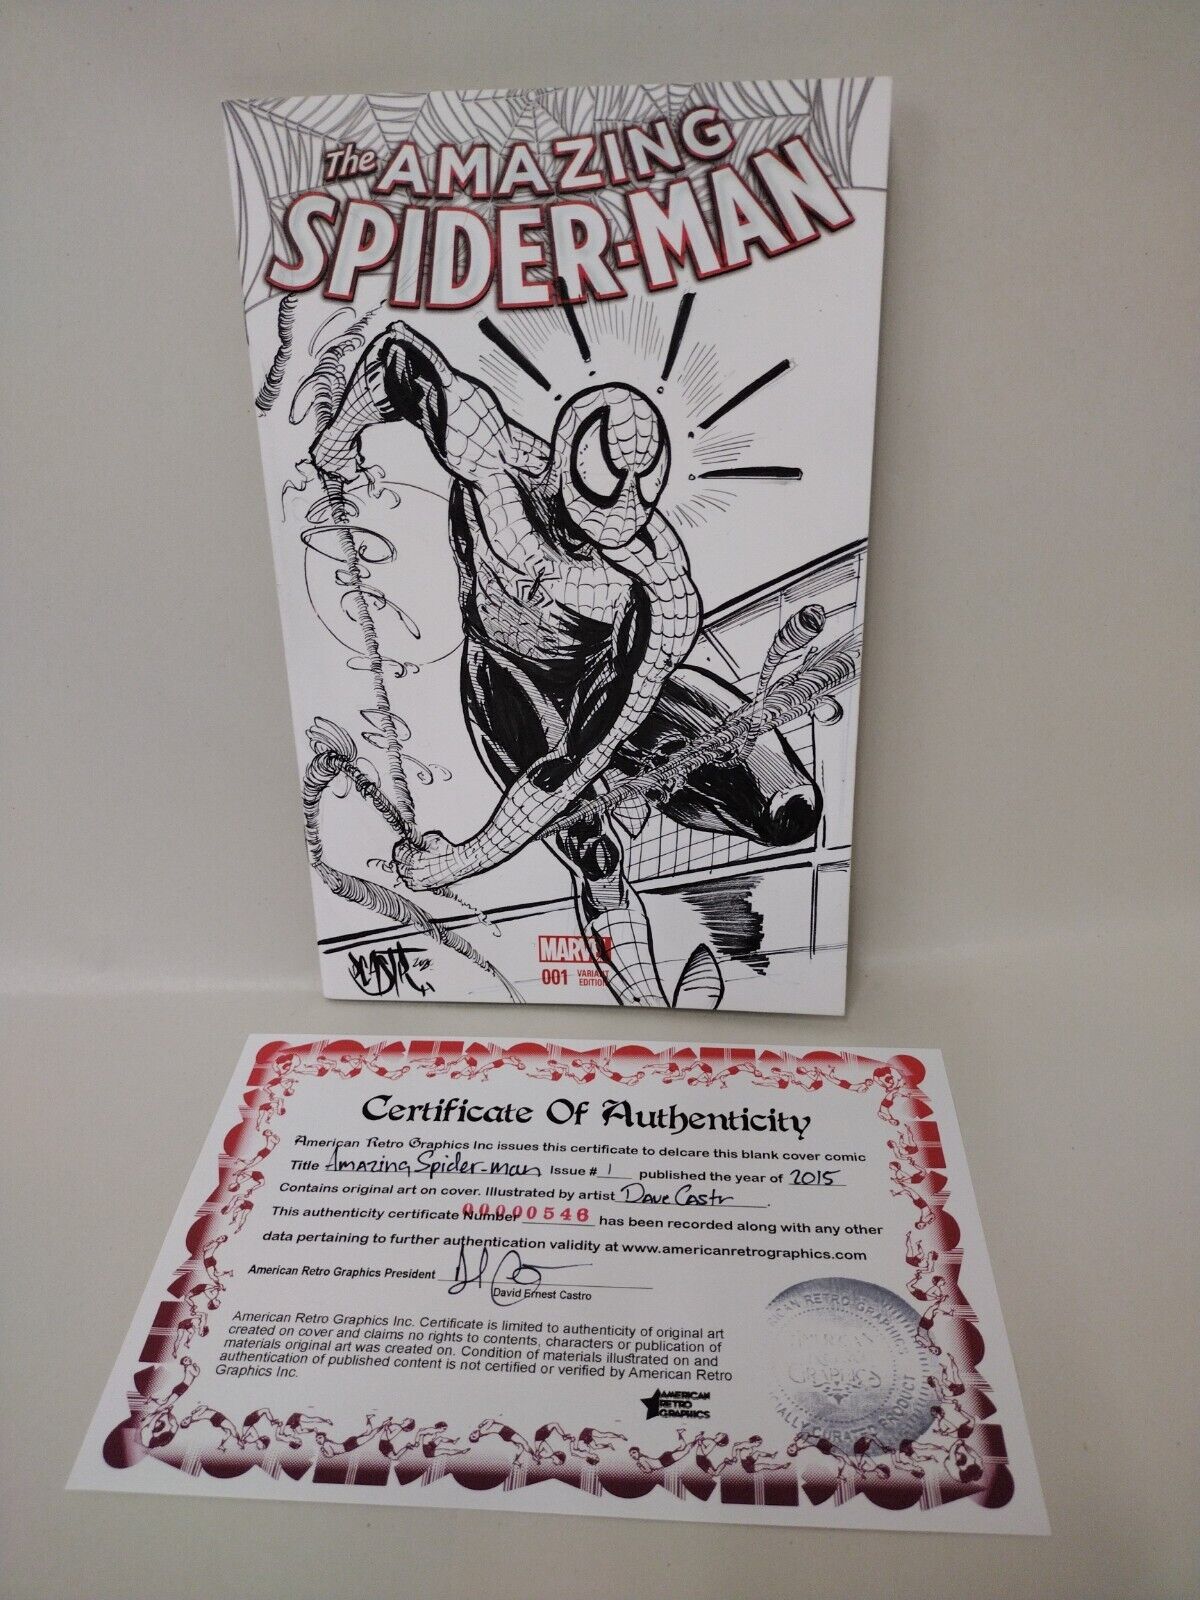 The AMAZING
SPIDER-MAN
MARVEL
001 VARIANT
EDITION
Certificate Of Authenticity
American Retro Graphics Inc issues this certificate to delcare this blank cover comic
Title Amazing Spider-man Issue # 1 published the year of 2015
Contains original art on cover. Illustrated by artist Dave Castr.
This authenticity certificate Number 00000546 has been recorded along with any other
data pertaining to further authentication validity at www.americanretrographics.com
American Retro Graphics President
David Ernest Castro
American Retro Graphics Inc. Certificate is limited to authenticity of original art
created on cover and claims no rights to contents, characters or publication of
materials original art was created on. Condition of materials illustrated on and
authentication of published content is not certified or verified by American Retro
Graphics Inc.
AMERICAN
RETRO
GRAPHICS
RETRO-GRAPHICS
PRODUCT